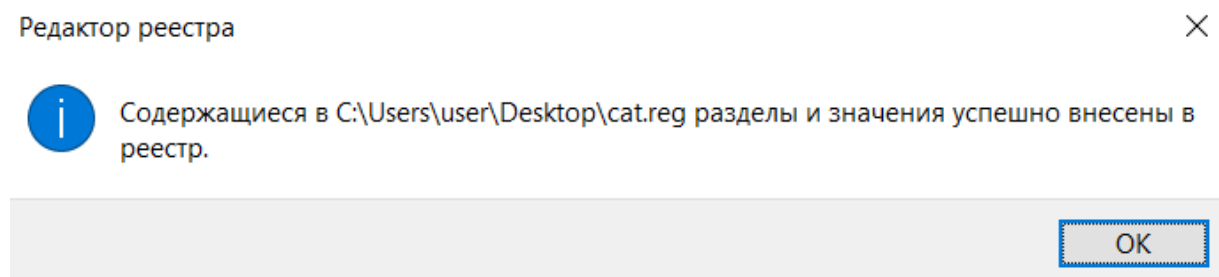 Редактор реестра
Содержащиеся в C:\Users\user\Desktop\cat.reg разделы и значения успешно внесены в
реестр.
OK